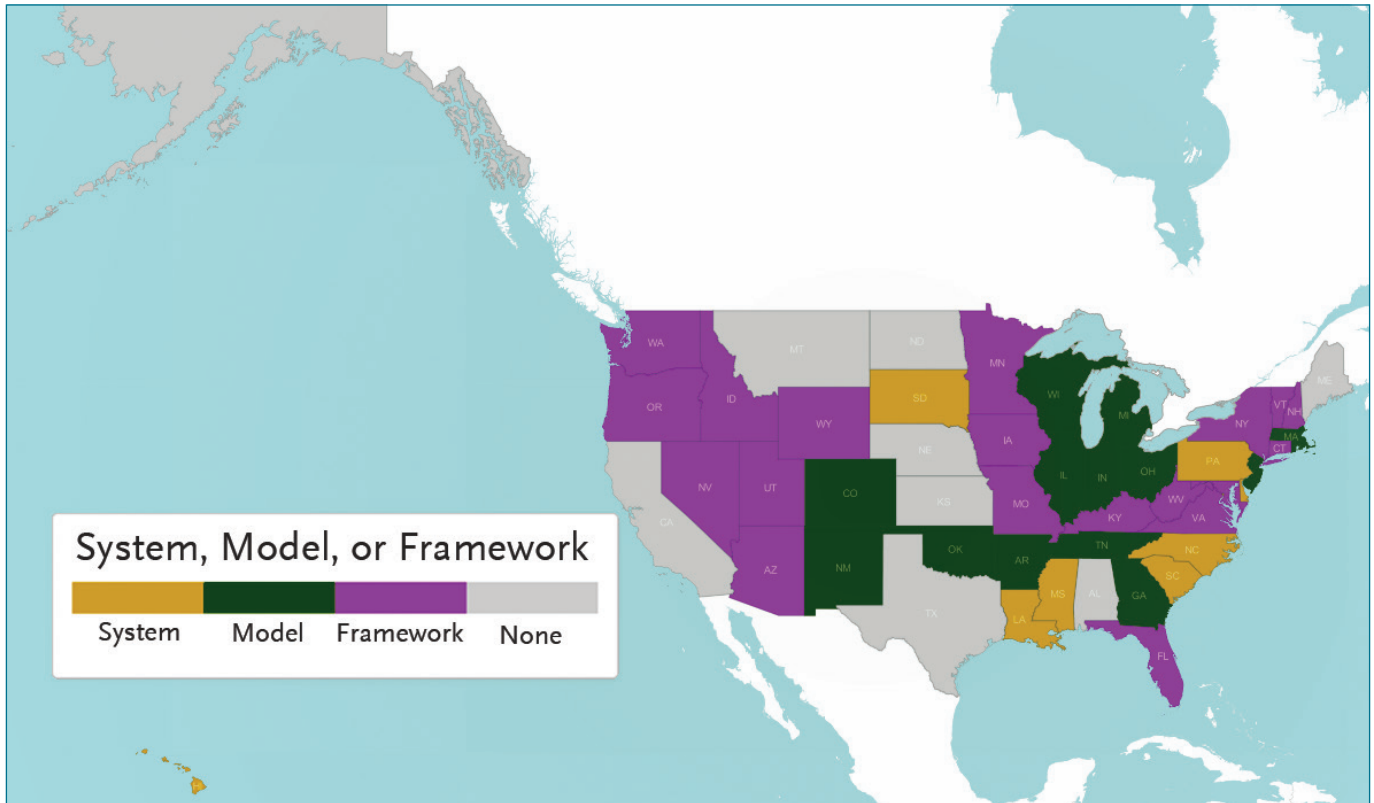 WA
MT
ND
MN
ME
OR
ID
WY
SD
WI
MI
VT
NH
NY
MA
CT
IA
NE
PA
NV
UT
CO
KS
MO
IL
IN
OH
WV
VA
KY
CA
AZ
NM
OK
AR
TN
NC
SC
TX
LA
MS
AL
GA
FL
System, Model, or Framework
System
Model
Framework
None